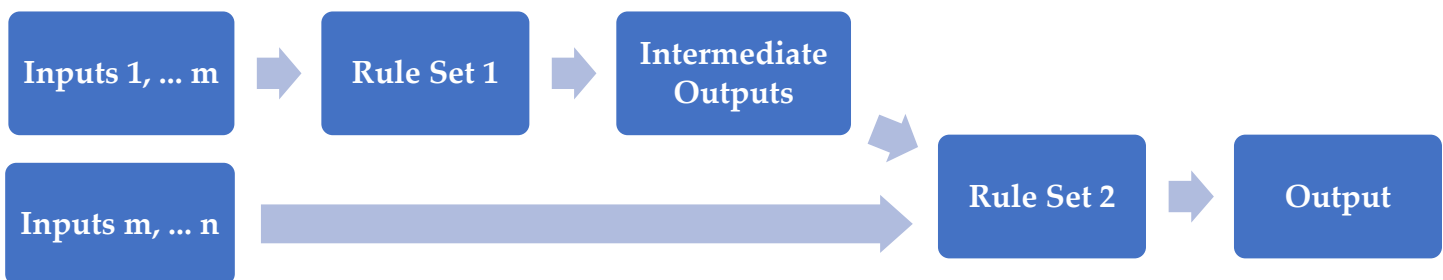 Inputs 1, ... m
Rule Set 1
Intermediate
Outputs
Inputs m, ... n
Rule Set 2
Output